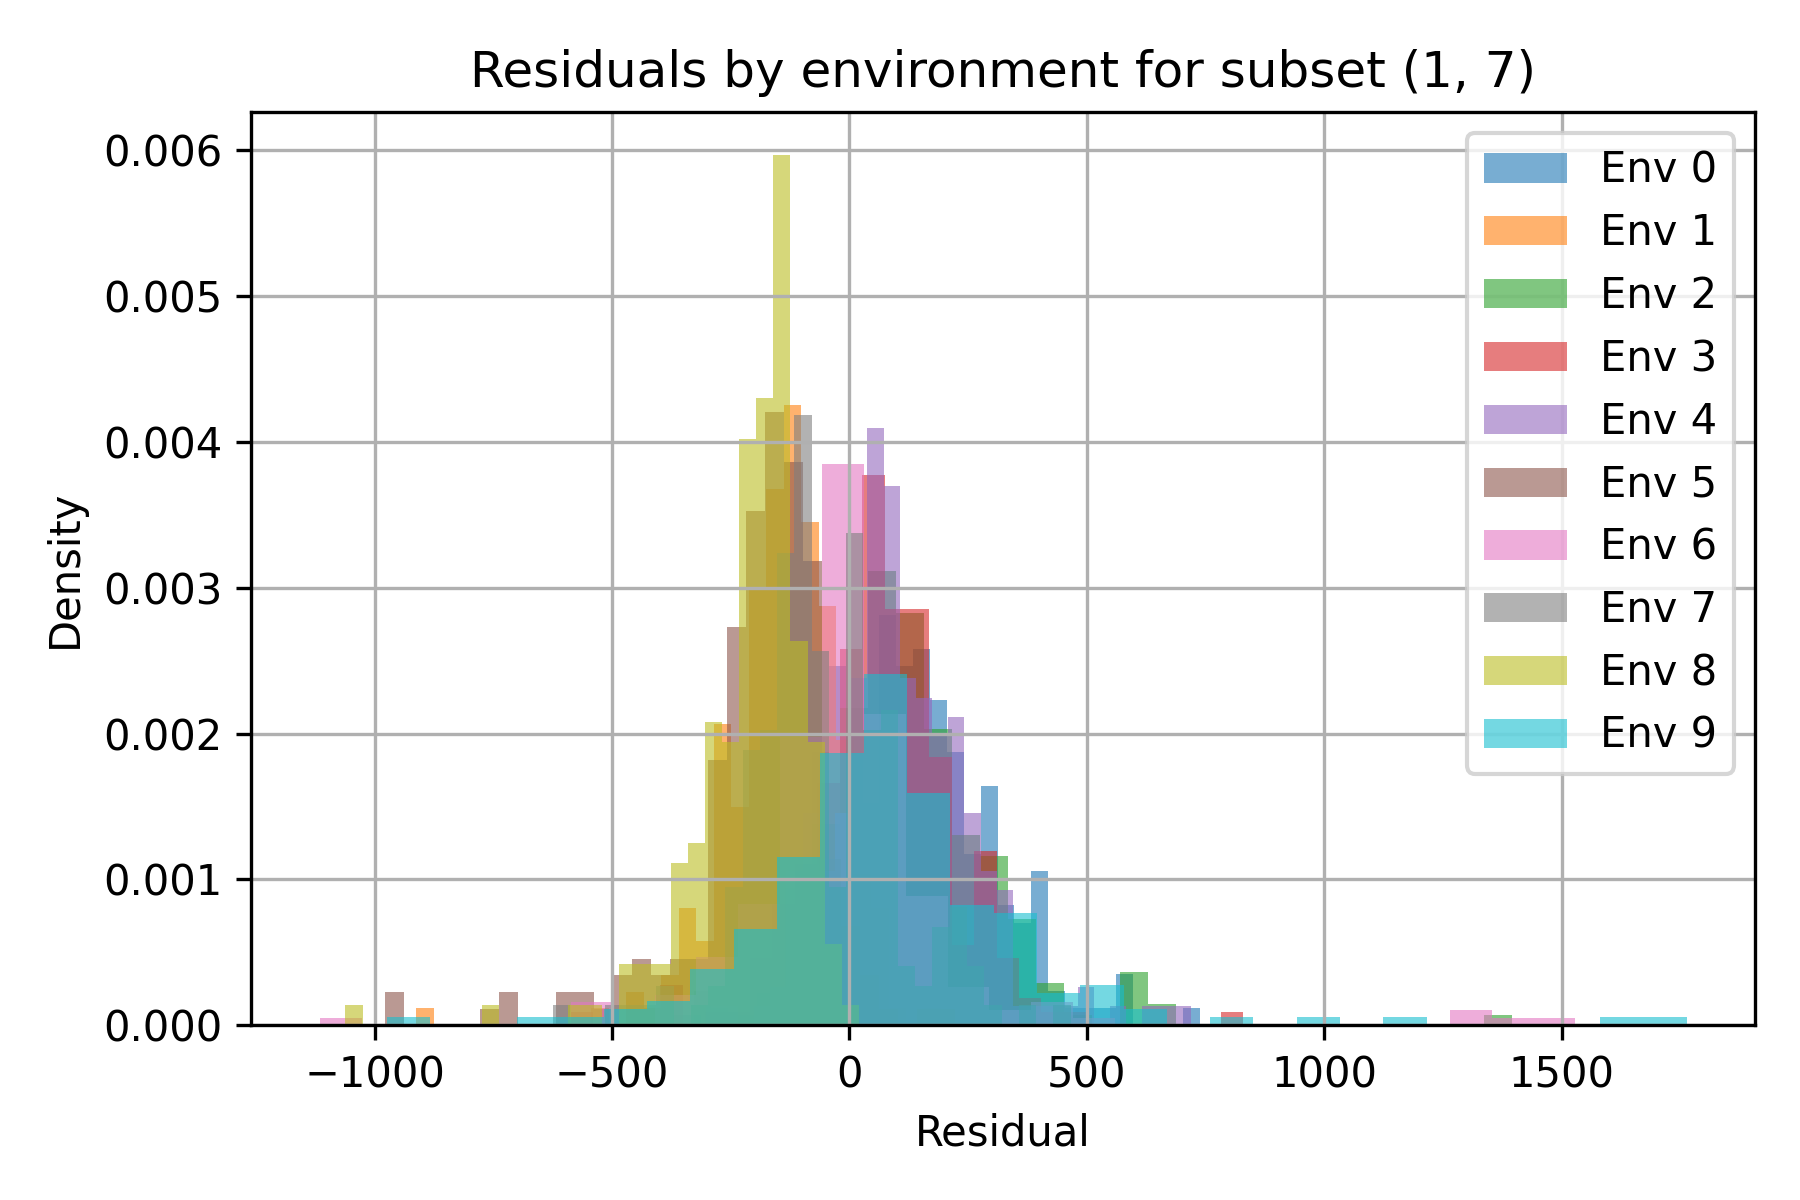 Residuals by environment for subset (1, 7)
0.006
0.005
0.004
0.003
0.002
0.001
0.000
Density
−1000
−500
0
500
1000
1500
Residual
Env 0
Env 1
Env 2
Env 3
Env 4
Env 5
Env 6
Env 7
Env 8
Env 9